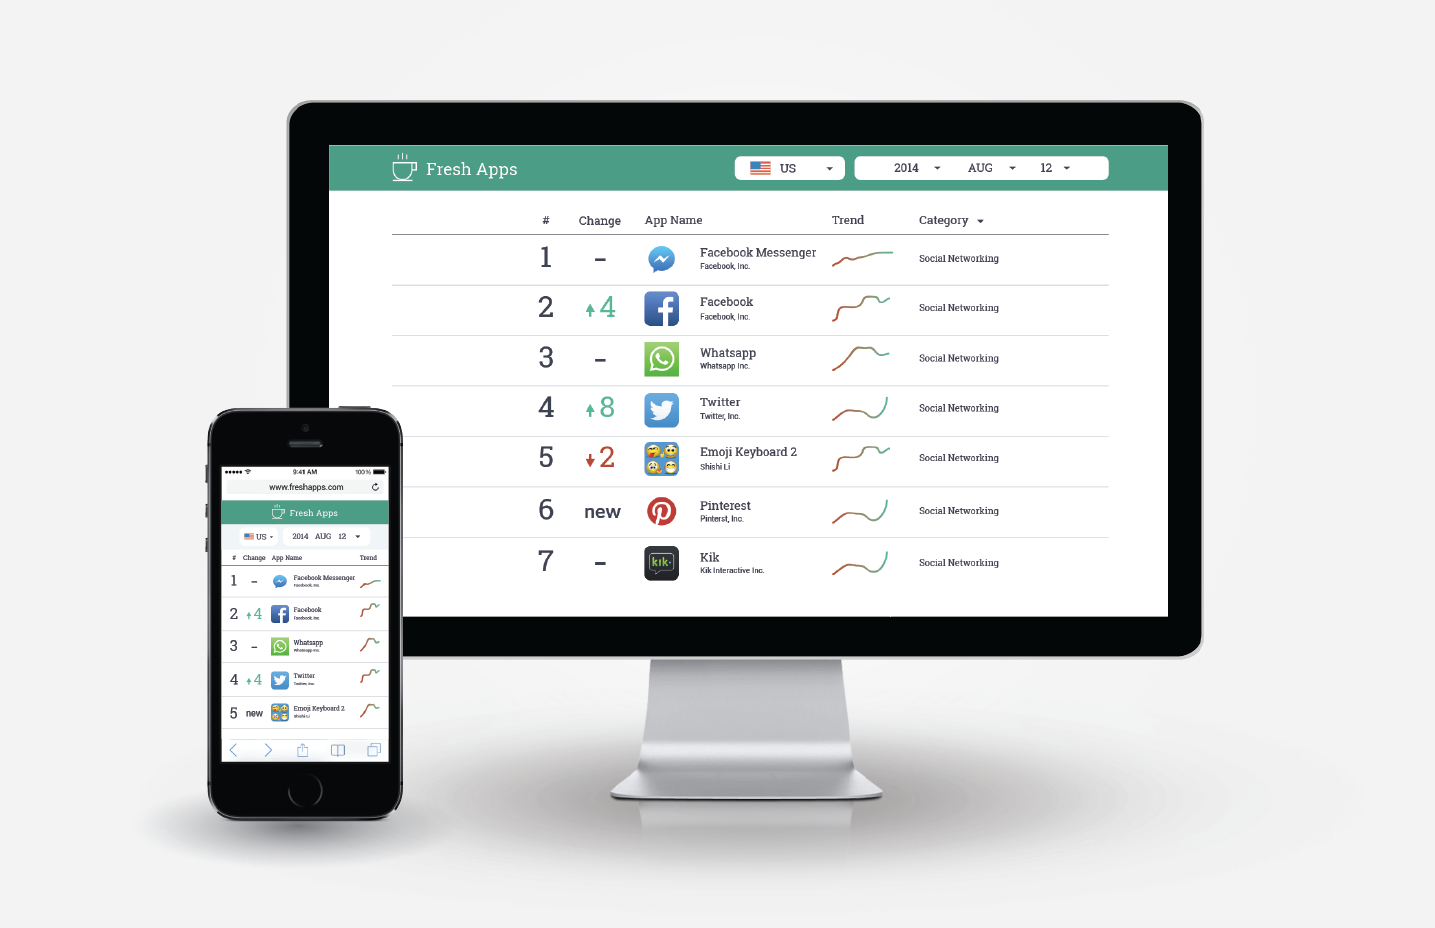 Fresh Apps
US
2014 AUG 12
# Change App Name Trend Category
1 – Facebook Messenger Social Networking
Facebook, Inc.
2 4 Facebook Social Networking
Facebook, Inc.
3 – Whatsapp Social Networking
Whatsapp Inc.
4 8 Twitter Social Networking
Twitter, Inc.
5 2 Emoji Keyboard 2 Social Networking
Shishi Li
6 new Pinterest Social Networking
Pinterst, Inc.
7 – kik Kik Social Networking
Kik Interactive Inc.
9:41 AM 100%
www.freshapps.com
Fresh Apps
US 2014 AUG 12
# Change App Name Trend
1 – Facebook Messenger
Facebook, Inc.
2 4 Facebook
Facebook, Inc.
3 – Whatsapp
Whatsapp Inc.
4 4 Twitter
Twitter, Inc.
5 new Emoji Keyboard 2
Shishi Li